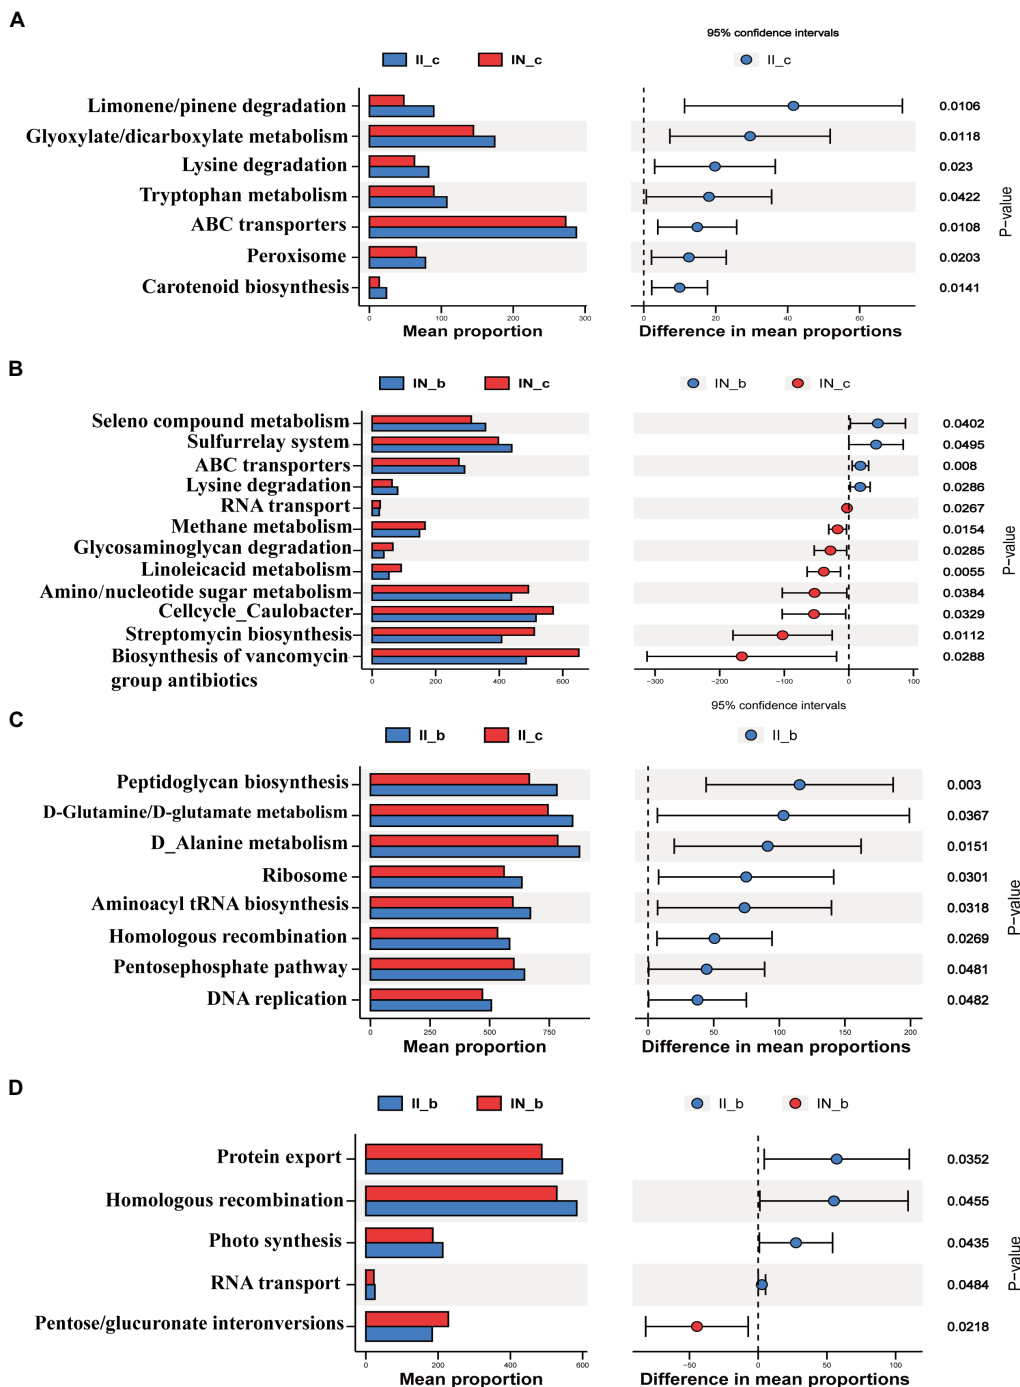 A
95% confidence intervals
II_c IN_c II_c
Limonene/pinene degradation 0.0106
Glyoxylate/dicarboxylate metabolism 0.0118
Lysine degradation 0.023
Tryptophan metabolism 0.0422
ABC transporters 0.0108
Peroxisome 0.0203
Carotenoid biosynthesis 0.0141
P-value
0 100 200 300 0 20 40 60
Mean proportion Difference in mean proportions
B
IN_b IN_c IN_b IN_c
Seleno compound metabolism 0.0402
Sulfurrelay system 0.0495
ABC transporters 0.008
Lysine degradation 0.0286
RNA transport 0.0267
Methane metabolism 0.0154
Glycosaminoglycan degradation 0.0285
Linoleicacid metabolism 0.0055
Amino/nucleotide sugar metabolism 0.0384
Cellcycle_Caulobacter 0.0329
Streptomycin biosynthesis 0.0112
Biosynthesis of vancomycin 0.0288
group antibiotics
P-value
0 200 400 600 −300 −200 −100 0 100
95% confidence intervals
C
II_b II_c II_b
Peptidoglycan biosynthesis 0.003
D-Glutamine/D-glutamate metabolism 0.0367
D_Alanine metabolism 0.0151
Ribosome 0.0301
Aminoacyl tRNA biosynthesis 0.0318
Homologous recombination 0.0269
Pentosephosphate pathway 0.0481
DNA replication 0.0482
P-value
0 250 500 750 0 50 100 150 200
Mean proportion Difference in mean proportions
D
II_b IN_b II_b IN_b
Protein export 0.0352
Homologous recombination 0.0455
Photo synthesis 0.0435
RNA transport 0.0484
Pentose/glucuronate interonversions 0.0218
P-value
0 200 400 600 −50 0 50 100
Mean proportion Difference in mean proportions